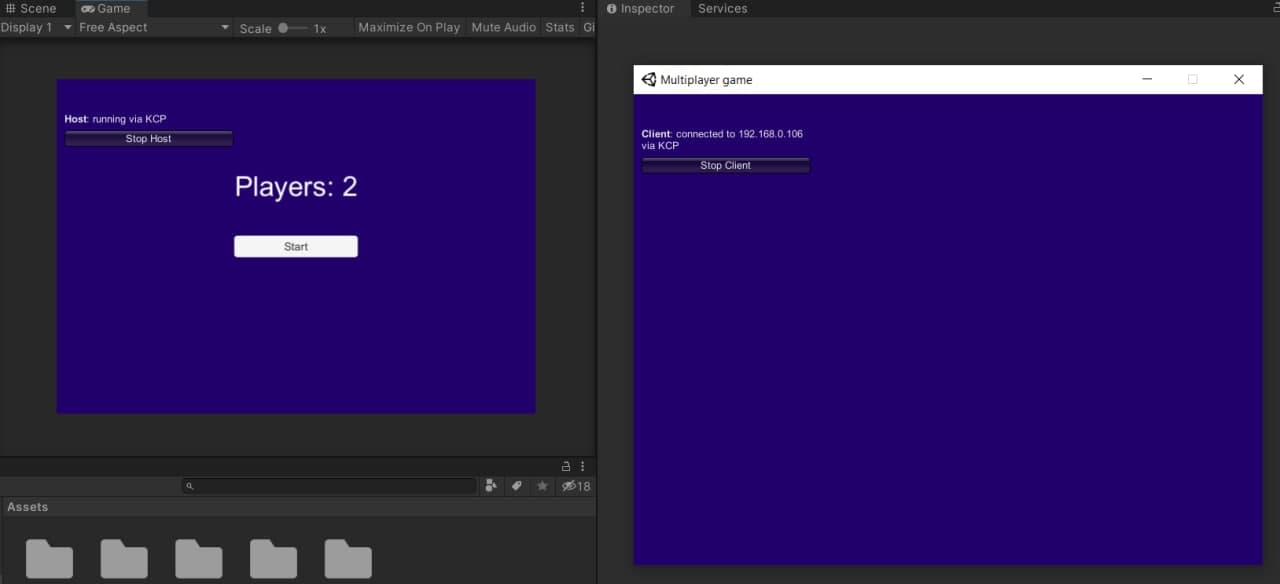 Scene Game
Display 1 Free Aspect Scale 1x Maximize On Play Mute Audio Stats Gi
Host: running via KCP
Stop Host
Players: 2
Start
18
Assets
Inspector Services
Multiplayer game
Client: connected to 192.168.0.106
via KCP
Stop Client